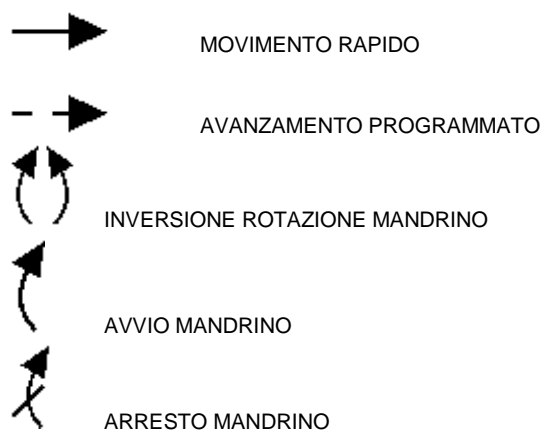 MOVIMENTO RAPIDO
AVANZAMENTO PROGRAMMATO
INVERSIONE ROTAZIONE MANDRINO
AVVIO MANDRINO
ARRESTO MANDRINO